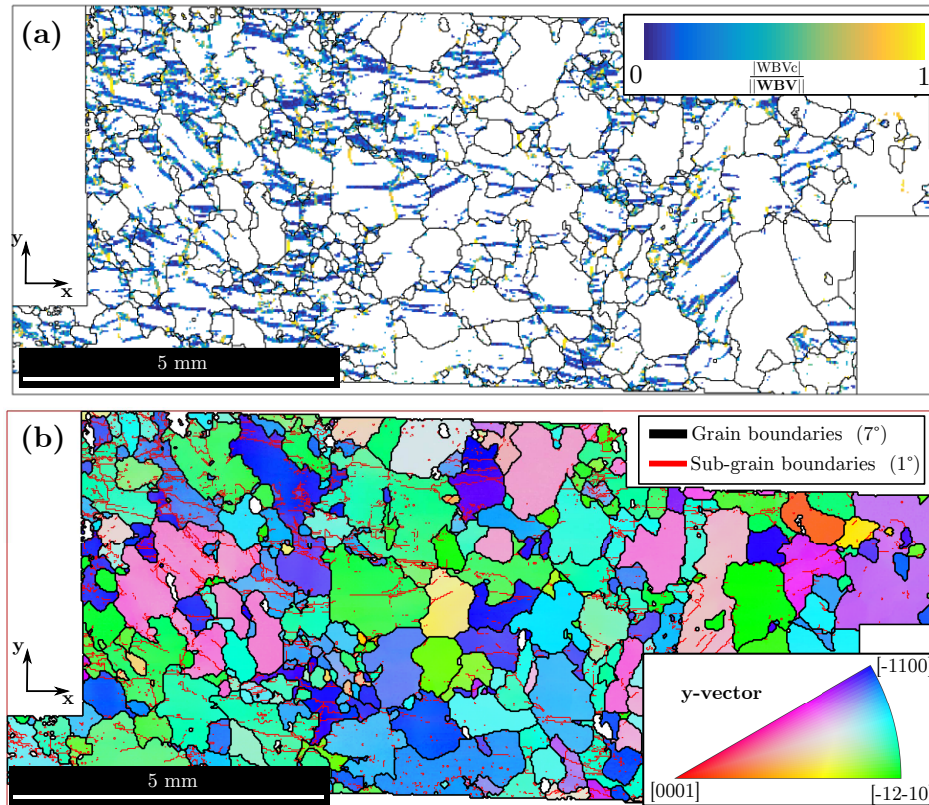 (a)
0
|WBVc|
||WBV||
1
y
x
5 mm
(b)
Grain boundaries (7°)
Sub-grain boundaries (1°)
y
x
y-vector
[-1100]
[0001]
[-12-10]
5 mm